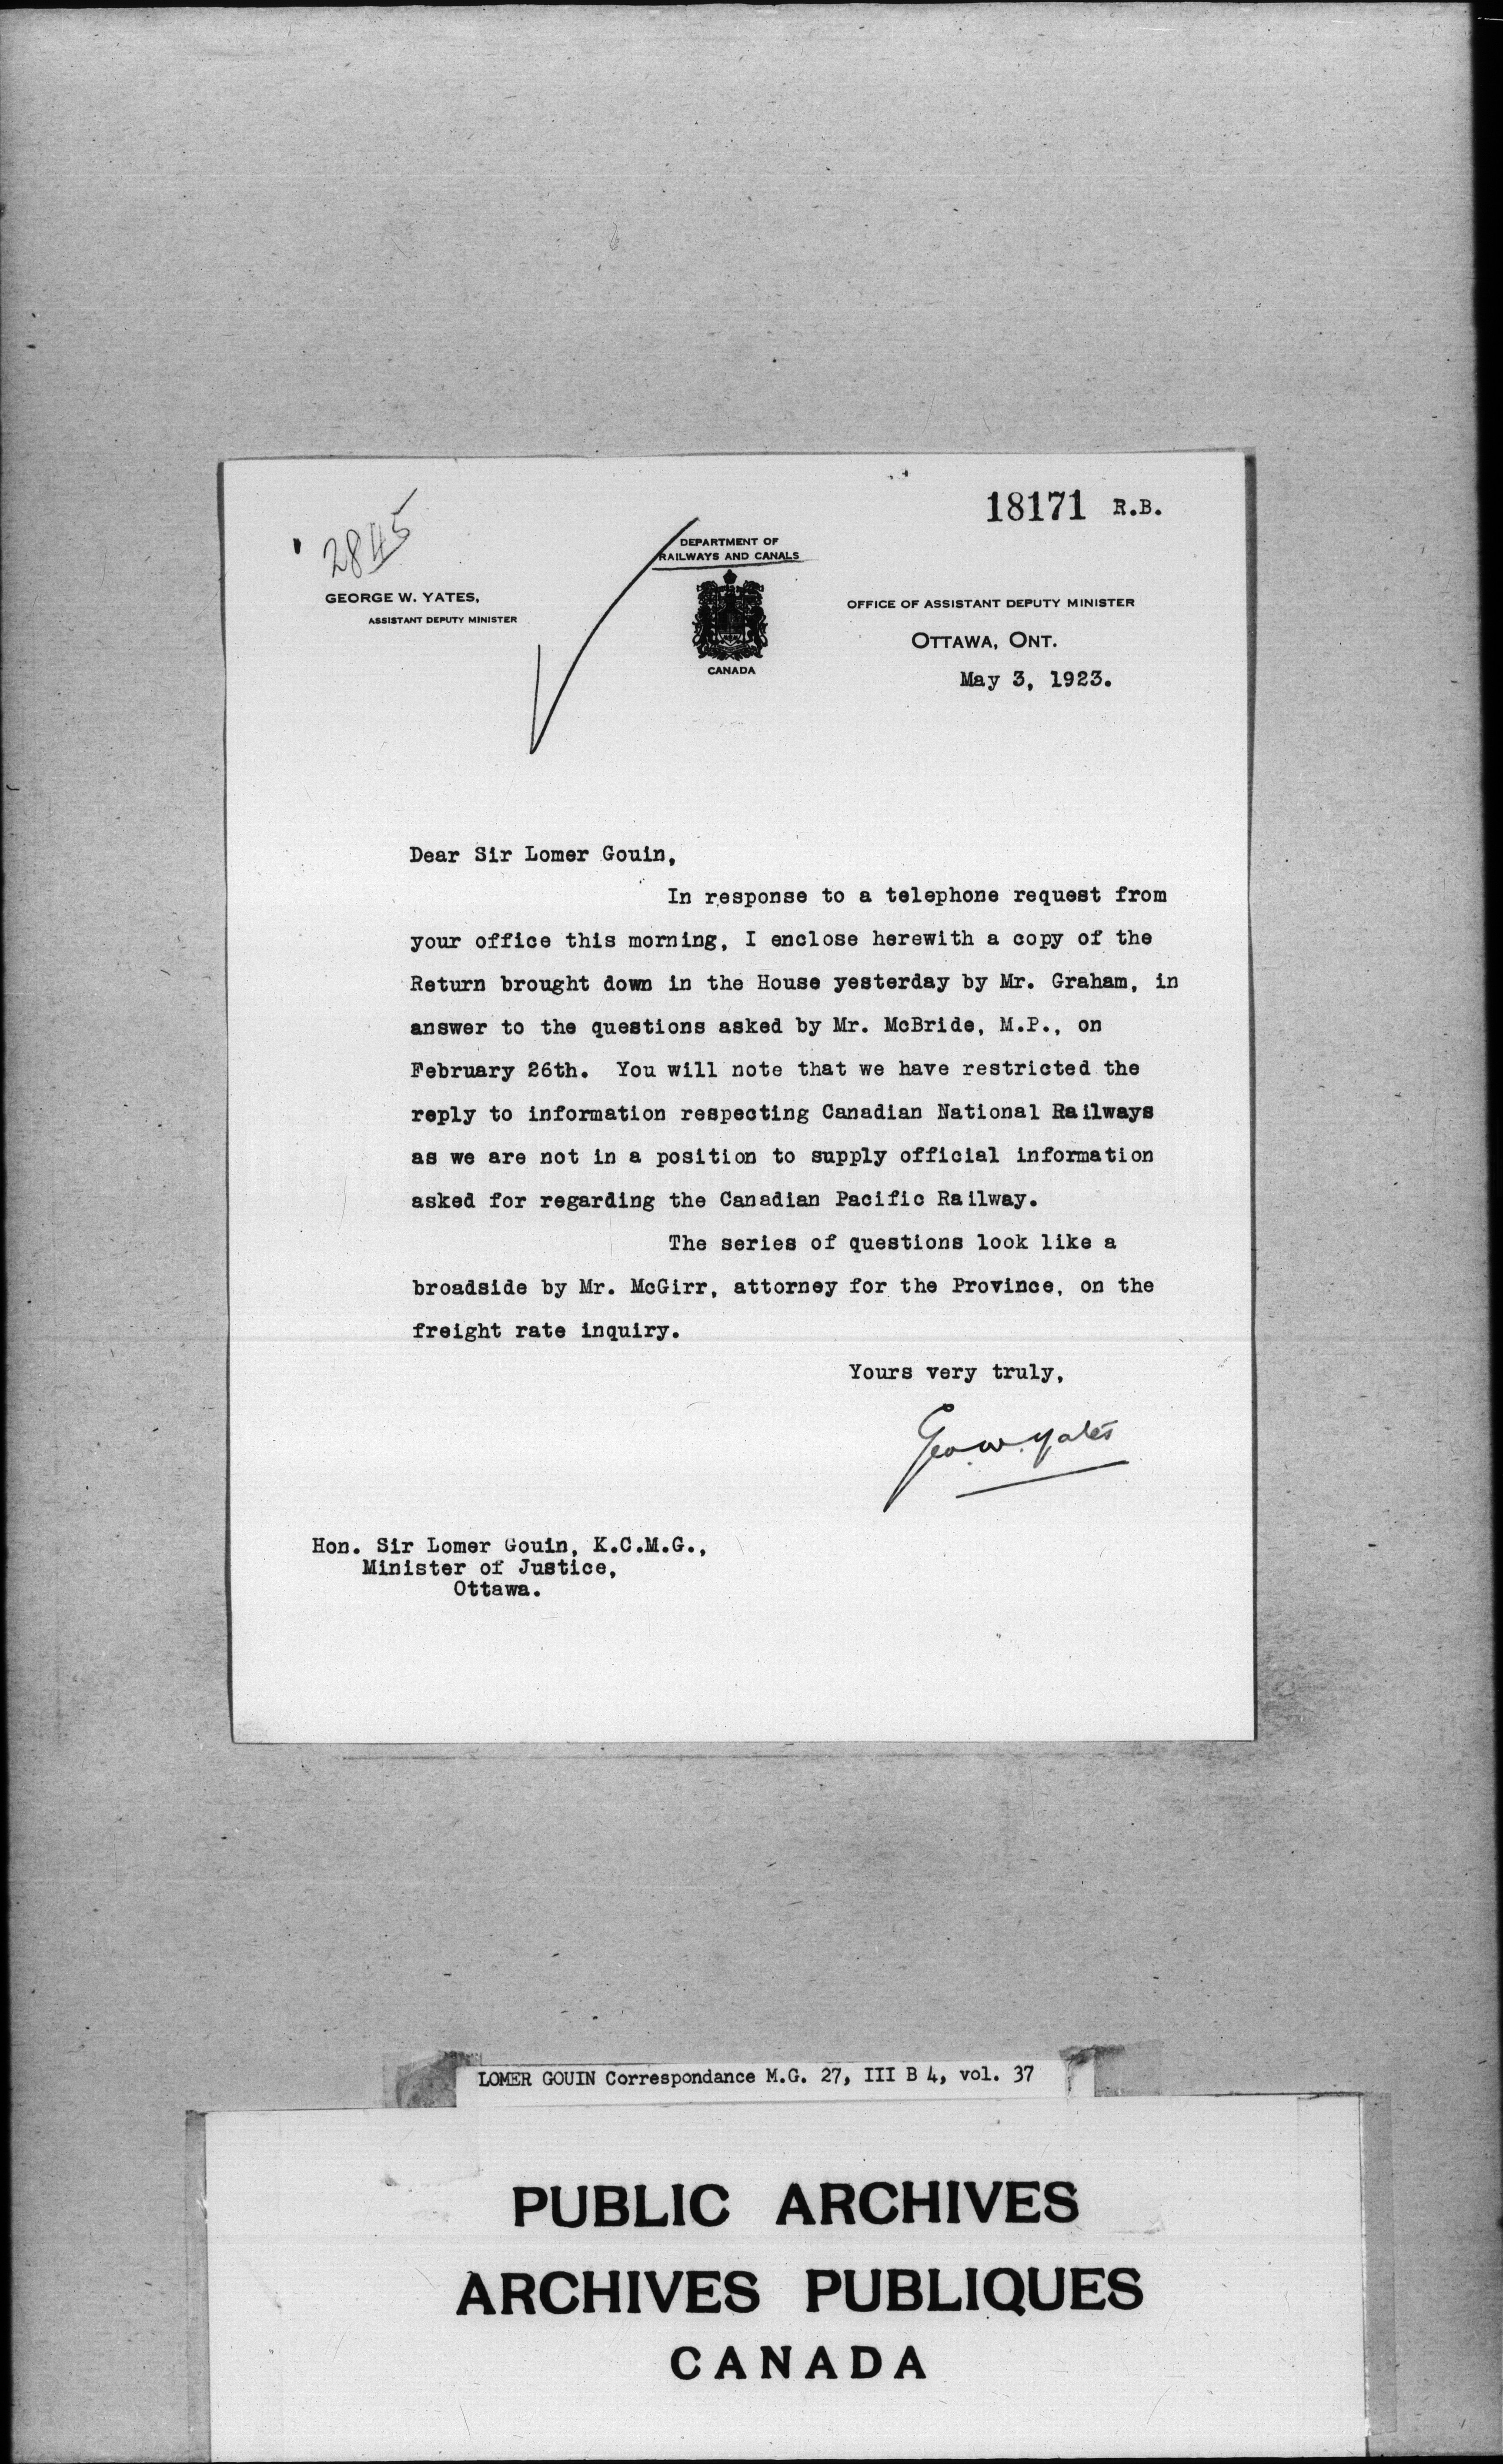 18171 R.B.
2845
DEPARTMENT OF
RAILWAYS AND CANALS
GEORGE W. YATES,
ASSISTANT DEPUTY MINISTER
CANADA
OFFICE OF ASSISTANT DEPUTY MINISTER
OTTAWA, ONT.
May 3, 1923.
Dear Sir Lomer Gouin,
In response to a telephone request from
your office this morning, I enclose herewith a copy of the
Return brought down in the House yesterday by Mr. Graham, in
answer to the questions asked by Mr. McBride, M.P., on
February 26th. You will note that we have restricted the
reply to information respecting Canadian National Railways
as we are not in a position to supply official information
asked for regarding the Canadian Pacific Railway.
The series of questions look like a
broadside by Mr. McGirr, attorney for the Province, on the
freight rate inquiry.
Yours very truly,
Geo. W. Yates
Hon. Sir Lomer Gouin, K.C.M.G.,
Minister of Justice,
Ottawa.
LOMER GOUIN Correspondance M.G. 27, III B 4, vol. 37
PUBLIC ARCHIVES
ARCHIVES PUBLIQUES
CANADA